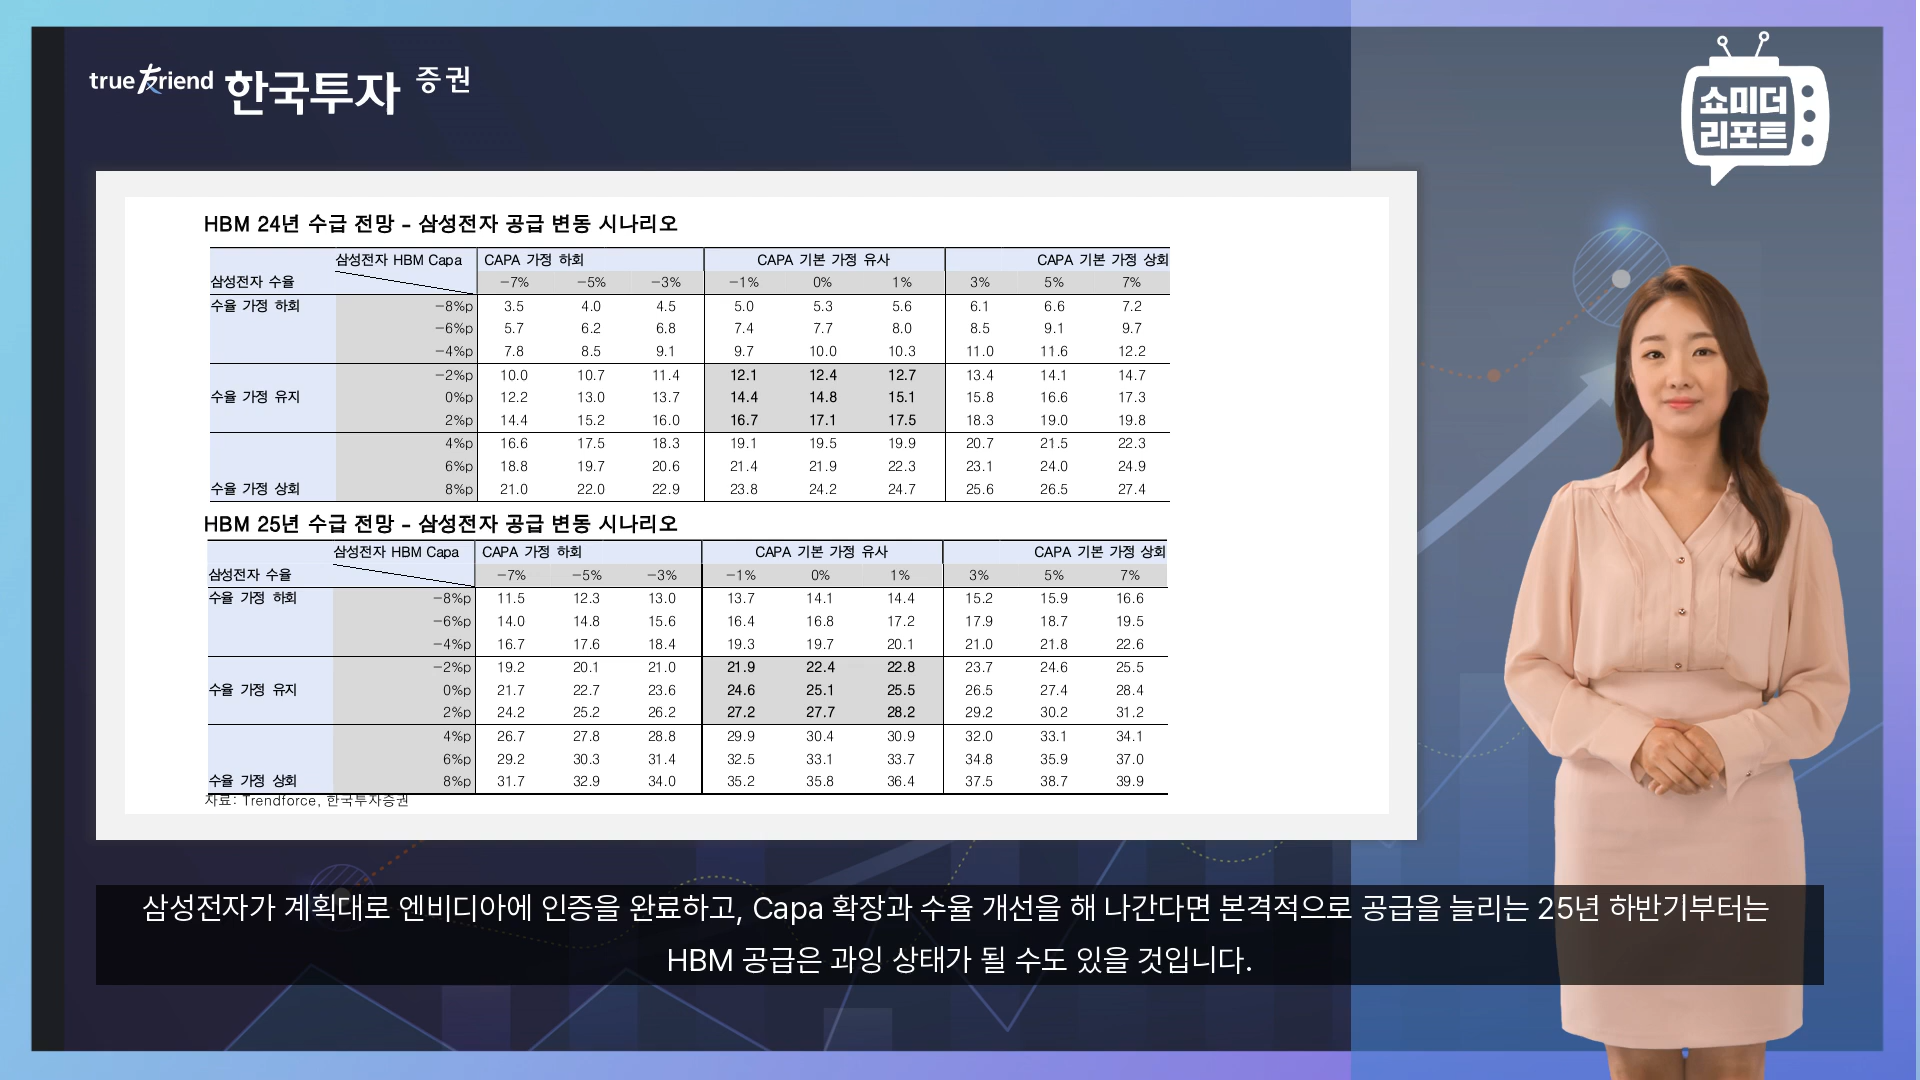 true友riend 한국투자 증권
쇼미더
리포트
HBM 24년 수급 전망 – 삼성전자 공급 변동 시나리오
삼성전자 HBM Capa CAPA 가정 하회 CAPA 기본 가정 유사 CAPA 기본 가정 상회
삼성전자 수율 −7% −5% −3% −1% 0% 1% 3% 5% 7%
수율 가정 하회 −8%p 3.5 4.0 4.5 5.0 5.3 5.6 6.1 6.6 7.2
−6%p 5.7 6.2 6.8 7.4 7.7 8.0 8.5 9.1 9.7
−4%p 7.8 8.5 9.1 9.7 10.0 10.3 11.0 11.6 12.2
−2%p 10.0 10.7 11.4 12.1 12.4 12.7 13.4 14.1 14.7
수율 가정 유지 0%p 12.2 13.0 13.7 14.4 14.8 15.1 15.8 16.6 17.3
2%p 14.4 15.2 16.0 16.7 17.1 17.5 18.3 19.0 19.8
4%p 16.6 17.5 18.3 19.1 19.5 19.9 20.7 21.5 22.3
6%p 18.8 19.7 20.6 21.4 21.9 22.3 23.1 24.0 24.9
수율 가정 상회 8%p 21.0 22.0 22.9 23.8 24.2 24.7 25.6 26.5 27.4
HBM 25년 수급 전망 – 삼성전자 공급 변동 시나리오
삼성전자 HBM Capa CAPA 가정 하회 CAPA 기본 가정 유사 CAPA 기본 가정 상회
삼성전자 수율 −7% −5% −3% −1% 0% 1% 3% 5% 7%
수율 가정 하회 −8%p 11.5 12.3 13.0 13.7 14.1 14.4 15.2 15.9 16.6
−6%p 14.0 14.8 15.6 16.4 16.8 17.2 17.9 18.7 19.5
−4%p 16.7 17.6 18.4 19.3 19.7 20.1 21.0 21.8 22.6
−2%p 19.2 20.1 21.0 21.9 22.4 22.8 23.7 24.6 25.5
수율 가정 유지 0%p 21.7 22.7 23.6 24.6 25.1 25.5 26.5 27.4 28.4
2%p 24.2 25.2 26.2 27.2 27.7 28.2 29.2 30.2 31.2
4%p 26.7 27.8 28.8 29.9 30.4 30.9 32.0 33.1 34.1
6%p 29.2 30.3 31.4 32.5 33.1 33.7 34.8 35.9 37.0
수율 가정 상회 8%p 31.7 32.9 34.0 35.2 35.8 36.4 37.5 38.7 39.9
자료: Trendforce, 한국투자증권
삼성전자가 계획대로 엔비디아에 인증을 완료하고, Capa 확장과 수율 개선을 해 나간다면 본격적으로 공급을 늘리는 25년 하반기부터는
HBM 공급은 과잉 상태가 될 수도 있을 것입니다.